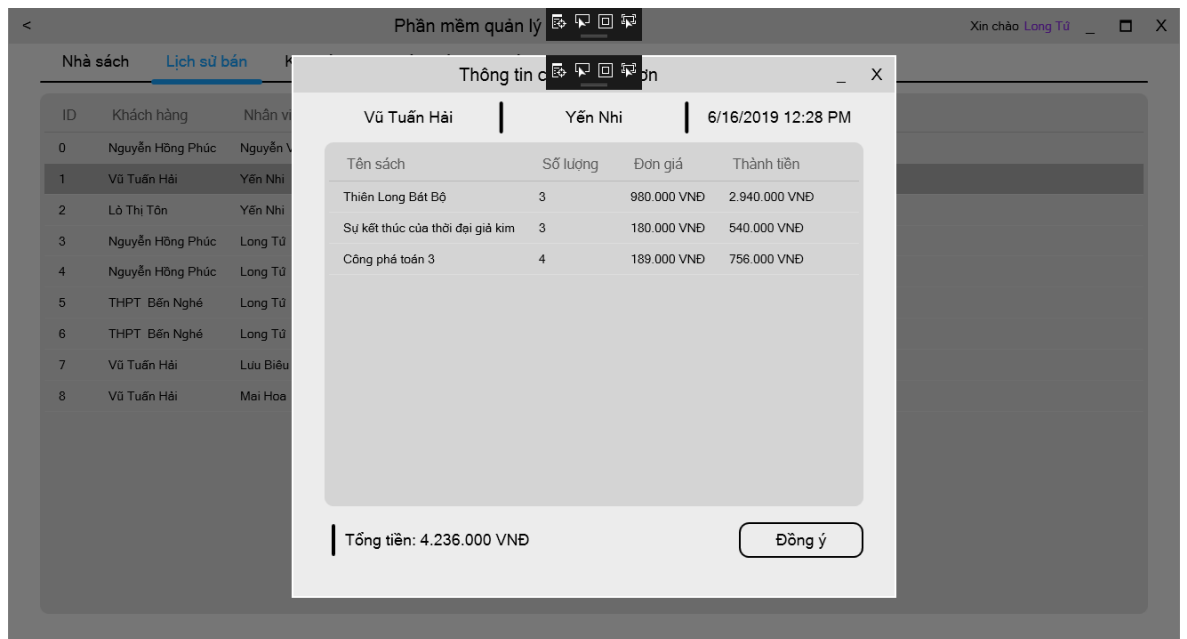 <
Phần mềm quản lý
Xin chào Long Tứ _ X
Nhà sách Lịch sử bán
Thông tin
_ X
Vũ Tuấn Hải Yến Nhi 6/16/2019 12:28 PM
ID Khách hàng Nhân
0 Nguyễn Hồng Phúc Nguyễn
1 Vũ Tuấn Hải Yến Nhi
2 Lò Thị Tôn Yến Nhi
3 Nguyễn Hồng Phúc Long Tứ
4 Nguyễn Hồng Phúc Long Tứ
5 THPT Bến Nghé Long Tứ
6 THPT Bến Nghé Long Tứ
7 Vũ Tuấn Hải Lưu Biêu
8 Vũ Tuấn Hải Mai Hoa
Tên sách Số lượng Đơn giá Thành tiền
Thiên Long Bát Bộ 3 980.000 VNĐ 2.940.000 VNĐ
Sự kết thúc của thời đại giả kim 3 180.000 VNĐ 540.000 VNĐ
Công phá toán 3 4 189.000 VNĐ 756.000 VNĐ
Tổng tiền: 4.236.000 VNĐ
Đồng ý